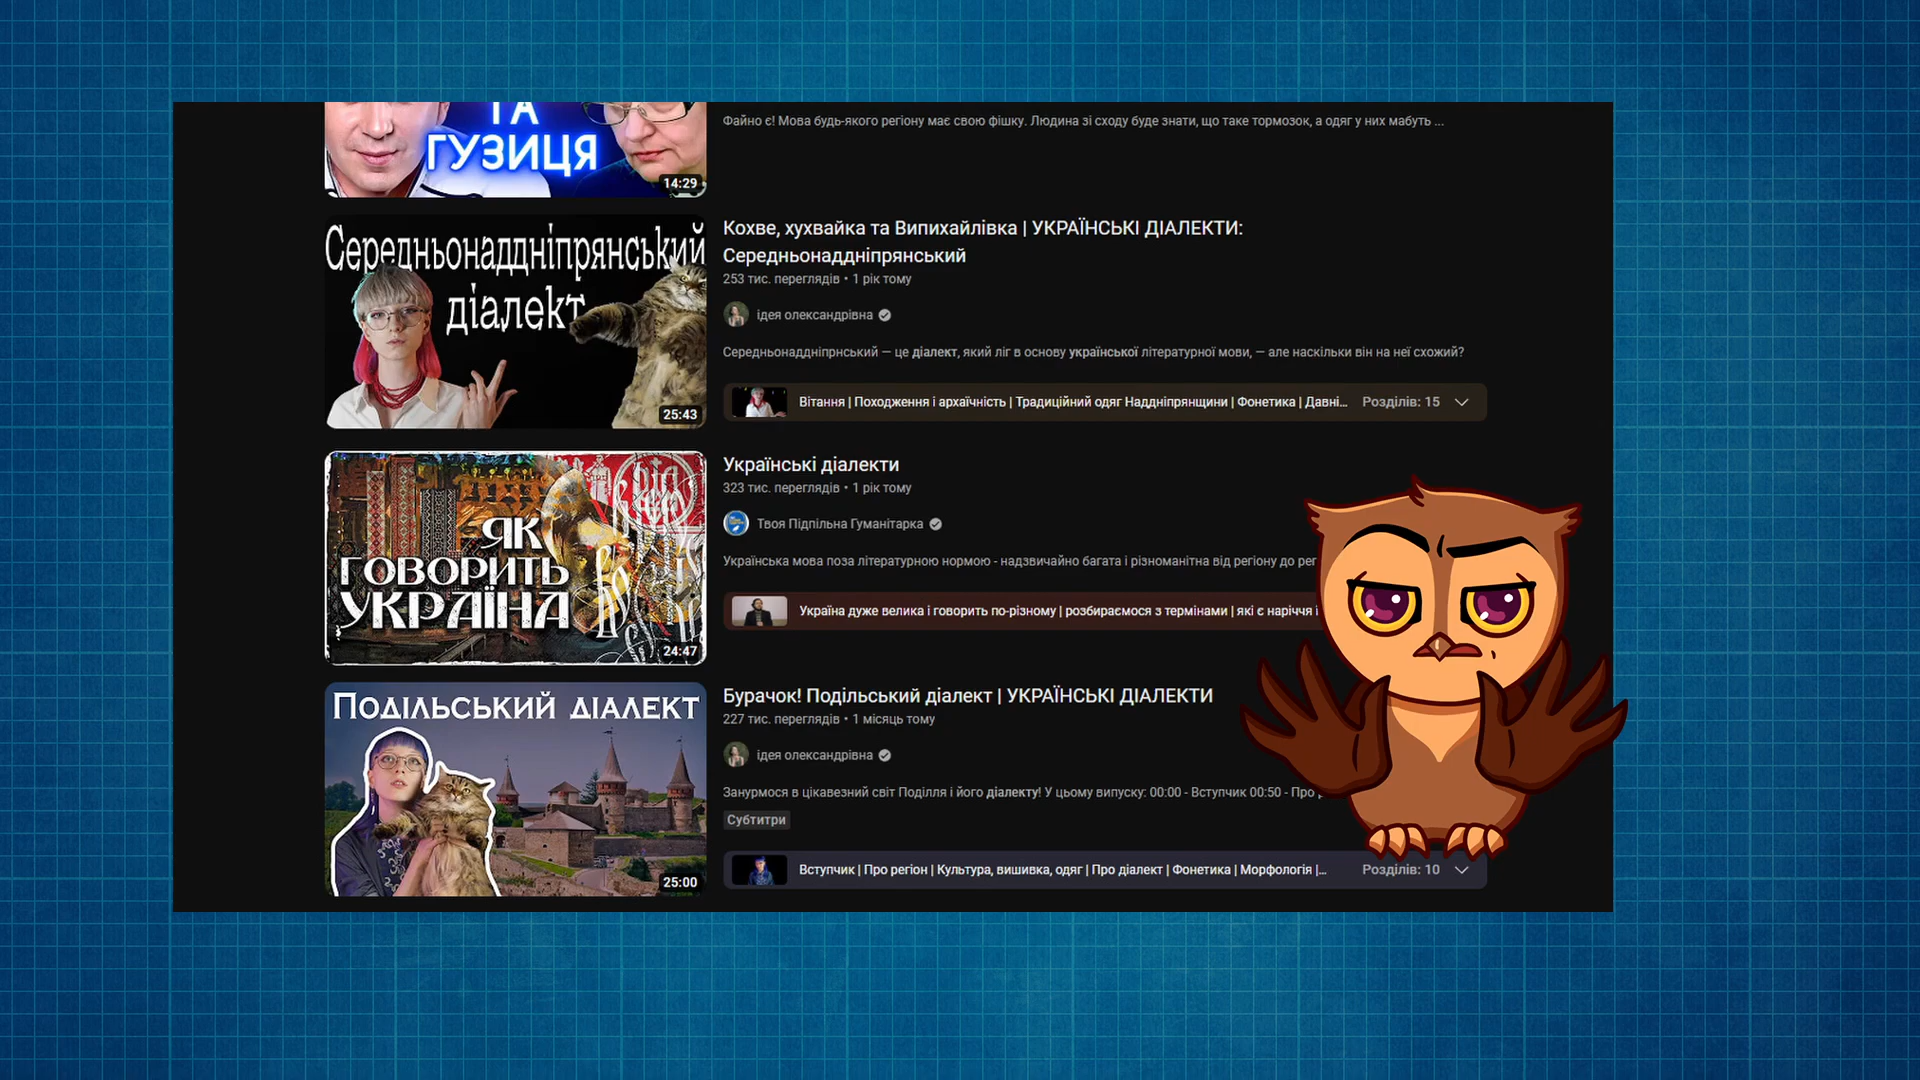 ТА
ГУЗИЦЯ
14:29
Файно є! Мова будь-якого регіону має свою фішку. Людина зі сходу буде знати, що таке тормозок, а одяг у них мабуть ...
Середньонаддніпрянський
діалект
25:43
Кохве, хухвайка та Випихайлівка | УКРАЇНСЬКІ ДІАЛЕКТИ:
Середньонаддніпрянський
253 тис. переглядів • 1 рік тому
ідея олександрівна
Середньонаддніпрнський — це діалект, який ліг в основу української літературної мови, — але наскільки він на неї схожий?
Вітання | Походження і архаїчність | Традиційний одяг Наддніпрянщини | Фонетика | Давні...
Розділів: 15
ЯК
ГОВОРИТЬ
УКРАЇНА
24:47
Українські діалекти
323 тис. переглядів • 1 рік тому
Твоя Підпільна Гуманітарка
Українська мова поза літературною нормою - надзвичайно багата і різноманітна від регіону до рег
Україна дуже велика і говорить по-різному | розбираємося з термінами | які є наріччя і
Подільський діалект
25:00
Бурачок! Подільський діалект | УКРАЇНСЬКІ ДІАЛЕКТИ
227 тис. переглядів • 1 місяць тому
ідея олександрівна
Занурмося в цікавезний світ Поділля і його діалекту! У цьому випуску: 00:00 - Вступчик 00:50 - Про
Субтитри
Вступчик | Про регіон | Культура, вишивка, одяг | Про діалект | Фонетика | Морфологія |...
Розділів: 10